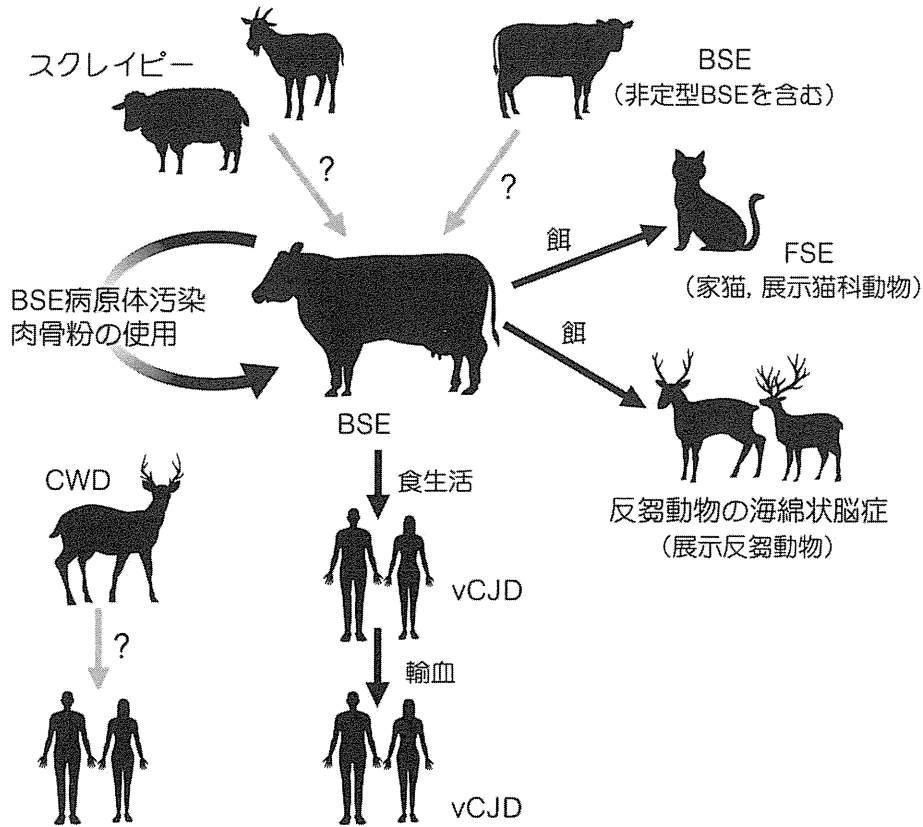 スクレイピー
BSE
(非定型BSEを含む)
?
?
餌
FSE
(家猫, 展示猫科動物)
BSE病原体汚染
肉骨粉の使用
餌
BSE
反芻動物の海綿状脳症
(展示反芻動物)
CWD
食生活
vCJD
?
輸血
vCJD